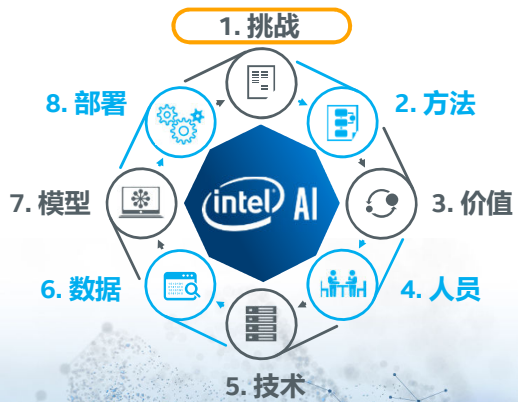 1. 挑战
2. 方法
3. 价值
4. 人员
5. 技术
6. 数据
7. 模型
8. 部署
intel AI